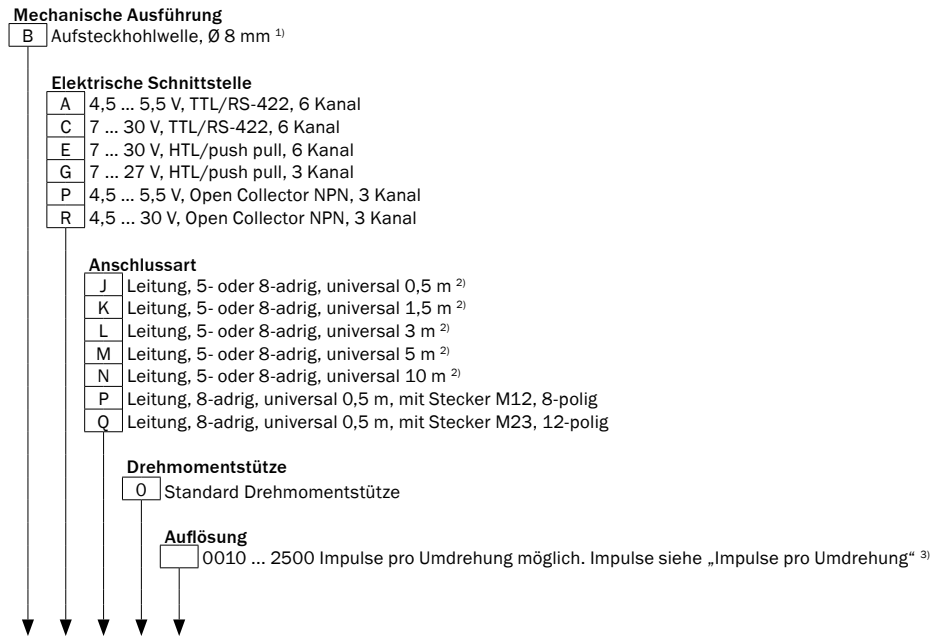 Mechanische Ausführung
B Aufsteckhohlwelle, Ø 8 mm 1)
Elektrische Schnittstelle
A 4,5 ... 5,5 V, TTL/RS-422, 6 Kanal
C 7 ... 30 V, TTL/RS-422, 6 Kanal
E 7 ... 30 V, HTL/push pull, 6 Kanal
G 7 ... 27 V, HTL/push pull, 3 Kanal
P 4,5 ... 5,5 V, Open Collector NPN, 3 Kanal
R 4,5 ... 30 V, Open Collector NPN, 3 Kanal
Anschlussart
J Leitung, 5- oder 8-adrig, universal 0,5 m 2)
K Leitung, 5- oder 8-adrig, universal 1,5 m 2)
L Leitung, 5- oder 8-adrig, universal 3 m 2)
M Leitung, 5- oder 8-adrig, universal 5 m 2)
N Leitung, 5- oder 8-adrig, universal 10 m 2)
P Leitung, 8-adrig, universal 0,5 m, mit Stecker M12, 8-polig
Q Leitung, 8-adrig, universal 0,5 m, mit Stecker M23, 12-polig
Drehmomentstütze
0 Standard Drehmomentstütze
Auflösung
0010 ... 2500 Impulse pro Umdrehung möglich. Impulse siehe „Impulse pro Umdrehung“ 3)